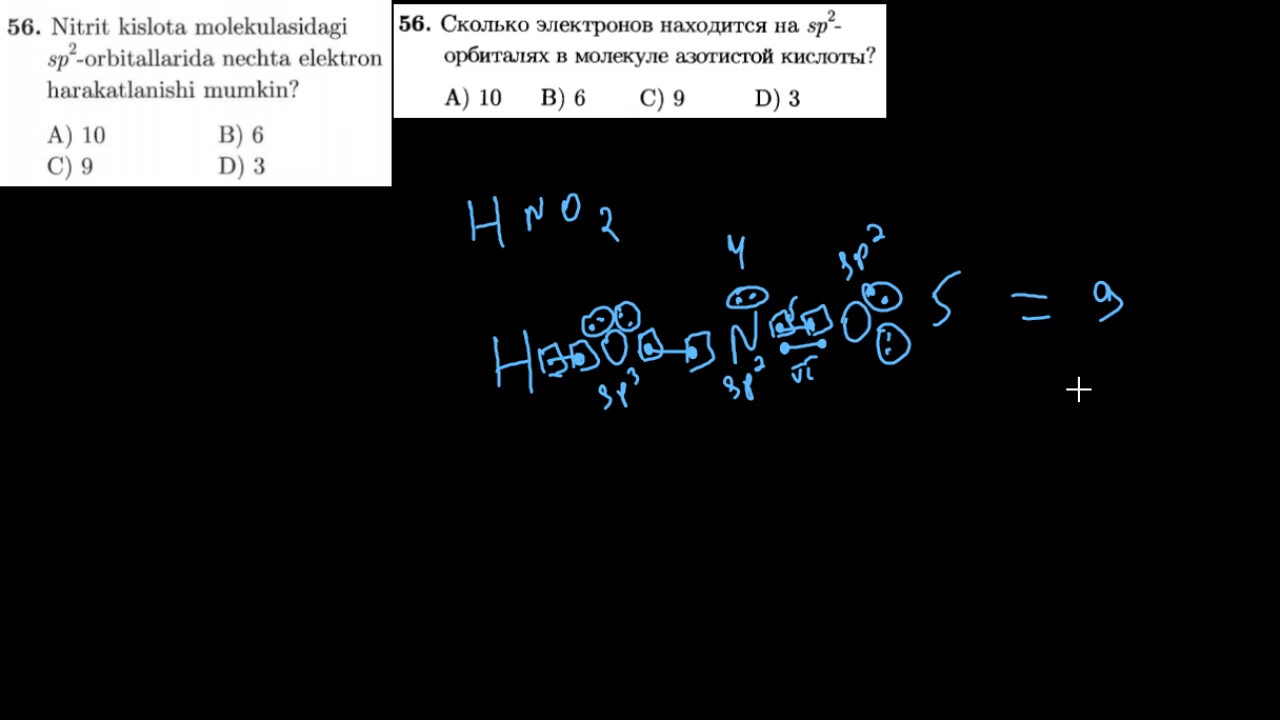 56. Nitrit kislota molekulasidagi
sp²-orbitallarida nechta elektron
harakatlanishi mumkin?
A) 10 B) 6
C) 9 D) 3
56. Сколько электронов находится на sp²-
орбиталях в молекуле азотистой кислоты?
A) 10 B) 6 C) 9 D) 3
HNO₂
4 sp²
H O N O 5 = 9
sp³ sp² π